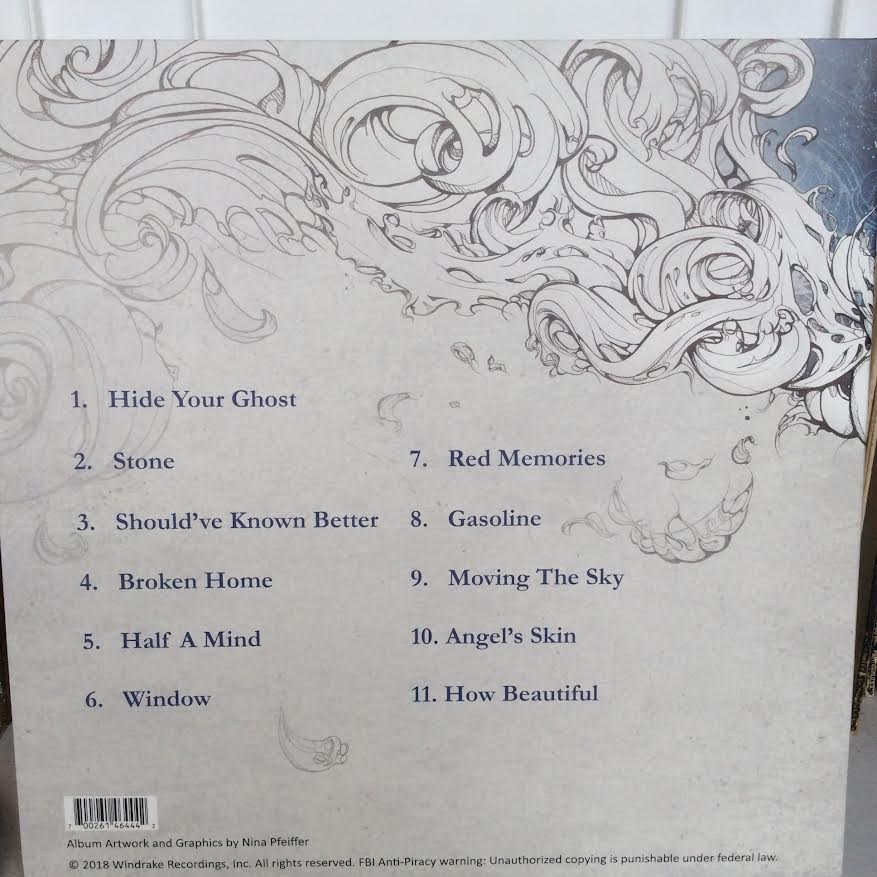 1. Hide Your Ghost
2. Stone
3. Should've Known Better
4. Broken Home
5. Half A Mind
6. Window
7. Red Memories
8. Gasoline
9. Moving The Sky
10. Angel's Skin
11. How Beautiful
7 00261 46444 2
Album Artwork and Graphics by Nina Pfeiffer
© 2018 Windrake Recordings, Inc. All rights reserved. FBI Anti-Piracy warning: Unauthorized copying is punishable under federal law.